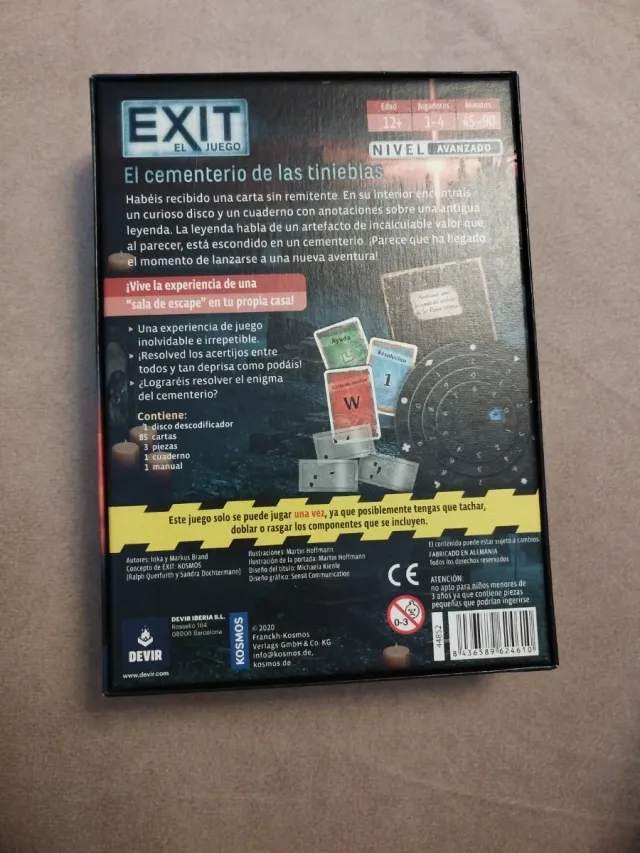 EXIT
EL JUEGO
Edad
12+
Jugadores
1-4
Minutos
45-90
NIVEL AVANZADO
El cementerio de las tinieblas
Habéis recibido una carta sin remitente. En su interior encontráis
un curioso disco y un cuaderno con anotaciones sobre una antigua
leyenda. La leyenda habla de un artefacto de incalculable valor que,
al parecer, está escondido en un cementerio. ¡Parece que ha llegado
el momento de lanzarse a una nueva aventura!
¡Vive la experiencia de una
"sala de escape" en tu propia casa!
Una experiencia de juego
inolvidable e irrepetible.
¡Resolved los acertijos entre
todos y tan deprisa como podáis!
¿Lograréis resolver el enigma
del cementerio?
Contiene:
1 disco descodificador
85 cartas
3 piezas
1 cuaderno
1 manual
Ayuda
Resolución
1
W
Este juego solo se puede jugar una vez, ya que posiblemente tengas que tachar,
doblar o rasgar los componentes que se incluyen.
Autores: Inka y Markus Brand
Concepto de EXIT: KOSMOS
(Ralph Querfurth y Sandra Dochtermann)
Ilustraciones: Martin Hoffmann
Ilustración de la portada: Martin Hoffmann
Diseño del título: Michaela Kienle
Diseño gráfico: Sensit Communication
CE
El contenido puede estar sujeto a cambios
FABRICADO EN ALEMANIA
Todos los derechos reservados
ATENCIÓN:
no apto para niños menores de
3 años ya que contiene piezas
pequeñas que podrían ingerirse
0-3
DEVIR
DEVIR IBERIA S.L.
Rosselló 184
08008 Barcelona
www.devir.com
KOSMOS
© 2020
Franckh-Kosmos
Verlags GmbH & Co. KG
info@kosmos.de,
kosmos.de
44852
8 436589 624610